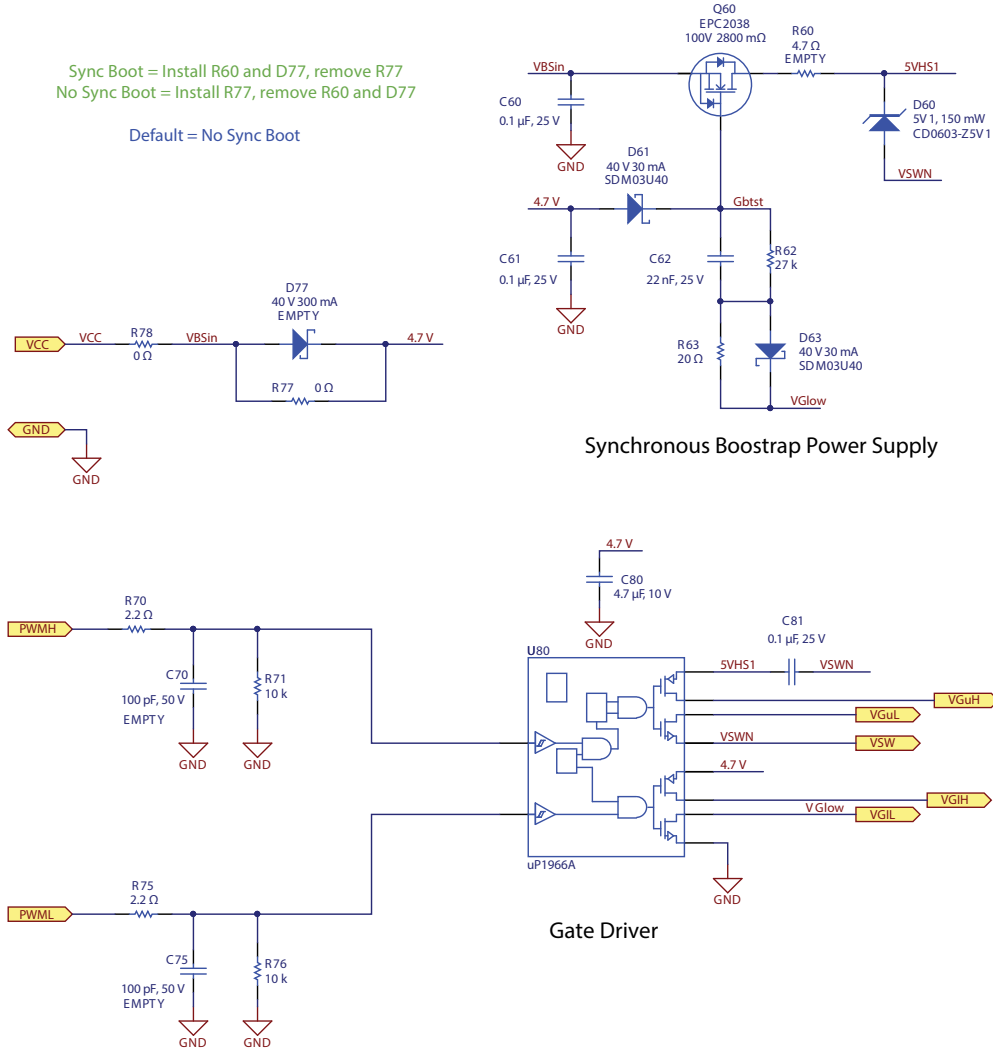 Sync Boot = Install R60 and D77, remove R77
No Sync Boot = Install R77, remove R60 and D77
Default = No Sync Boot
Q60
EPC2038
100V 2800 mΩ
R60
4.7 Ω
EMPTY
VBSin
5VHS1
C60
0.1 µF, 25 V
GND
D60
5V1, 150 mW
CD0603-Z5V1
VSWN
D61
40 V 30 mA
SDM03U40
4.7 V
Gbtst
C61
0.1 µF, 25 V
GND
C62
22 nF, 25 V
R62
27 k
R63
20 Ω
D63
40 V 30 mA
SDM03U40
VGlow
Synchronous Boostrap Power Supply
D77
40 V 300 mA
EMPTY
VCC
VCC
R78
0 Ω
VBSin
4.7 V
R77
0 Ω
GND
GND
4.7 V
C80
4.7 µF, 10 V
GND
R70
2.2 Ω
PWMH
C70
100 pF, 50 V
EMPTY
GND
R71
10 k
GND
U80
C81
0.1 µF, 25 V
5VHS1
VSWN
VGuH
VGuL
VSWN
VSW
4.7 V
VGIH
V Glow
VGIL
uP1966A
GND
Gate Driver
R75
2.2 Ω
PWML
C75
100 pF, 50 V
EMPTY
GND
R76
10 k
GND